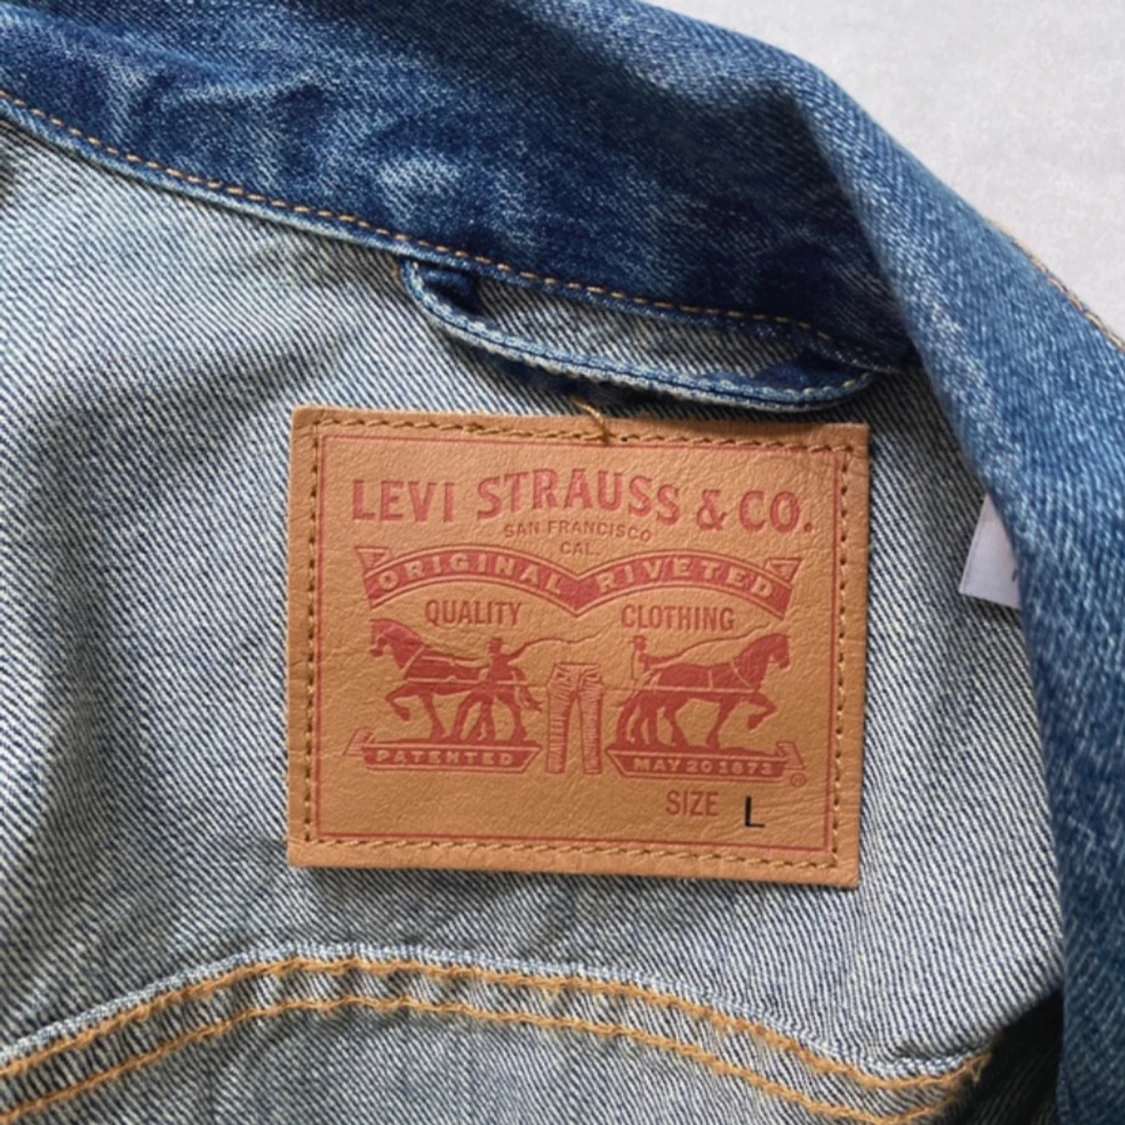 LEVI STRAUSS & CO.
SAN FRANCISCO
CAL.
ORIGINAL RIVETED
QUALITY CLOTHING
PATENTED MAY 20 1873
®
SIZE L